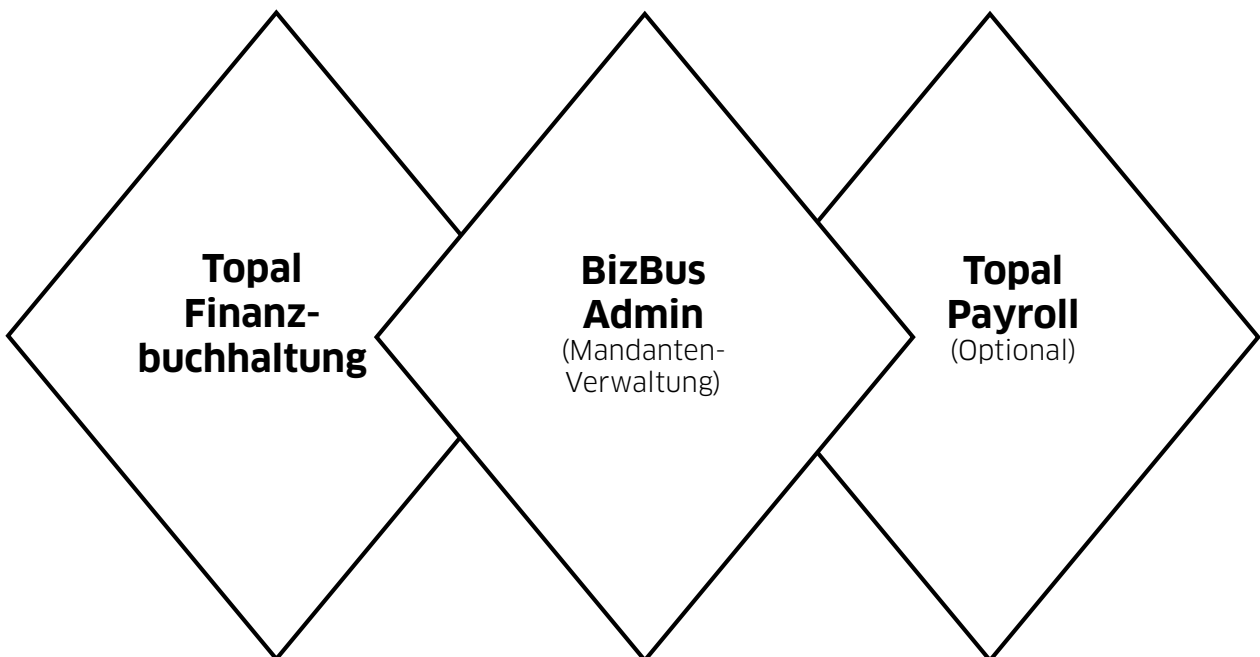 Topal
Finanz-
buchhaltung
BizBus
Admin
(Mandanten-
Verwaltung)
Topal
Payroll
(Optional)